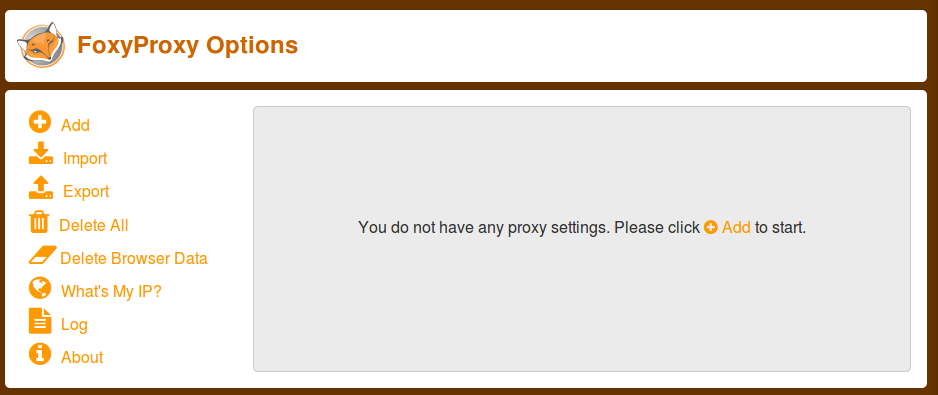 FoxyProxy Options
Add
Import
Export
Delete All
Delete Browser Data
What's My IP?
Log
About
You do not have any proxy settings. Please click Add to start.